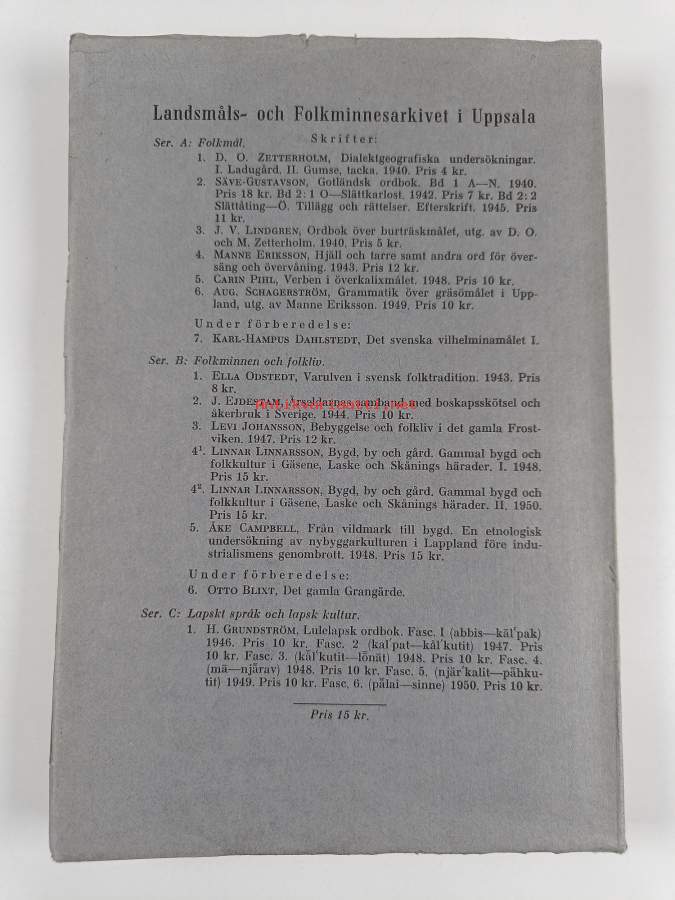 Landsmåls- och Folkminnesarkivet i Uppsala
Skrifter:
Ser. A: Folkmål.
1. D. O. ZETTERHOLM, Dialektgeografiska undersökningar.
I. Ladugård. II. Gumse, tacka. 1940. Pris 4 kr.
2. SÄVE-GUSTAVSON, Gotländsk ordbok. Bd 1 A—N. 1940.
Pris 18 kr. Bd 2: 1 O—Slättkarlost. 1942. Pris 7 kr. Bd 2: 2
Slättåting—Ö. Tillägg och rättelser. Efterskrift. 1945. Pris
11 kr.
3. J. V. LINDGREN, Ordbok över burträskmålet, utg. av D. O.
och M. Zetterholm. 1940. Pris 5 kr.
4. MANNE ERIKSSON, Hjäll och tarre samt andra ord för över-
säng och övervåning. 1943. Pris 12 kr.
5. CARIN PIHL, Verben i överkalixmålet. 1948. Pris 10 kr.
6. AUG. SCHAGERSTRÖM, Grammatik över gräsömålet i Upp-
land, utg. av Manne Eriksson. 1949. Pris 10 kr.
Under förberedelse:
7. KARL-HAMPUS DAHLSTEDT, Det svenska vilhelminamålet I.
Ser. B: Folkminnen och folkliv.
1. ELLA ODSTEDT, Varulven i svensk folktradition. 1943. Pris
8 kr.
2. J. EJDESTAM, Årseldarnas samband med boskapsskötsel och
åkerbruk i Sverige. 1944. Pris 10 kr.
3. LEVI JOHANSSON, Bebyggelse och folkliv i det gamla Frost-
viken. 1947. Pris 12 kr.
4¹. LINNAR LINNARSSON, Bygd, by och gård. Gammal bygd och
folkkultur i Gäsene, Laske och Skånings härader. I. 1948.
Pris 15 kr.
4². LINNAR LINNARSSON, Bygd, by och gård. Gammal bygd och
folkkultur i Gäsene, Laske och Skånings härader. II. 1950.
Pris 15 kr.
5. ÅKE CAMPBELL, Från vildmark till bygd. En etnologisk
undersökning av nybyggarkulturen i Lappland före indu-
strialismens genombrott. 1948. Pris 15 kr.
Under förberedelse:
6. OTTO BLIXT, Det gamla Grangärde.
Ser. C: Lapskt språk och lapsk kultur.
1. H. GRUNDSTRÖM, Lulelapsk ordbok. Fasc. 1 (abbis—käl'pak)
1946. Pris 10 kr. Fasc. 2 (kal'pat—kål'kutit) 1947. Pris
10 kr. Fasc. 3. (kål'kutit—lōnāt) 1948. Pris 10 kr. Fasc. 4.
(mā—njārav) 1948. Pris 10 kr. Fasc. 5. (njār'kalit—pāhku-
tit) 1949. Pris 10 kr. Fasc. 6. (pālai—sinne) 1950. Pris 10 kr.
Pris 15 kr.